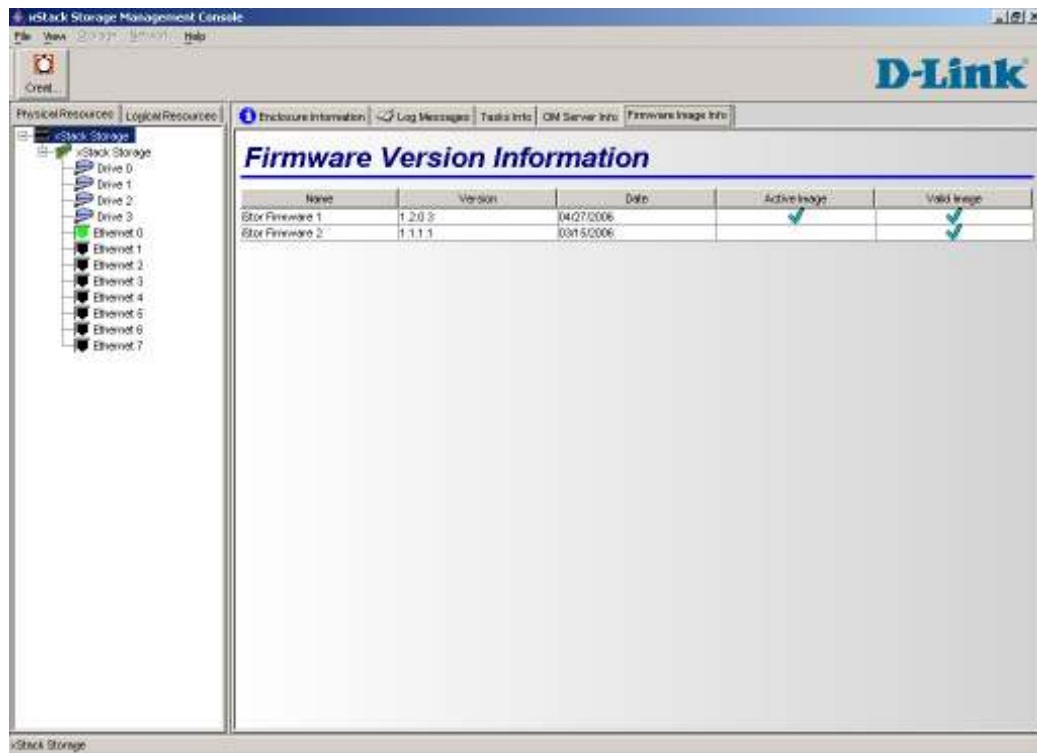 xStack Storage Management Console
File View Storage Network Help
Creat...
D-Link
Physical Resources Logical Resources
Enclosure Information Log Messages Tasks Info OM Server Info Firmware Image Info
xStack Storage
xStack Storage
Drive 0
Drive 1
Drive 2
Drive 3
Ethernet 0
Ethernet 1
Ethernet 2
Ethernet 3
Ethernet 4
Ethernet 5
Ethernet 6
Ethernet 7
Firmware Version Information
Name Version Date Active Image Valid Image
iStor Firmware 1 1.2.0.3 04/27/2006
iStor Firmware 2 1.1.1.1 03/15/2006
xStack Storage